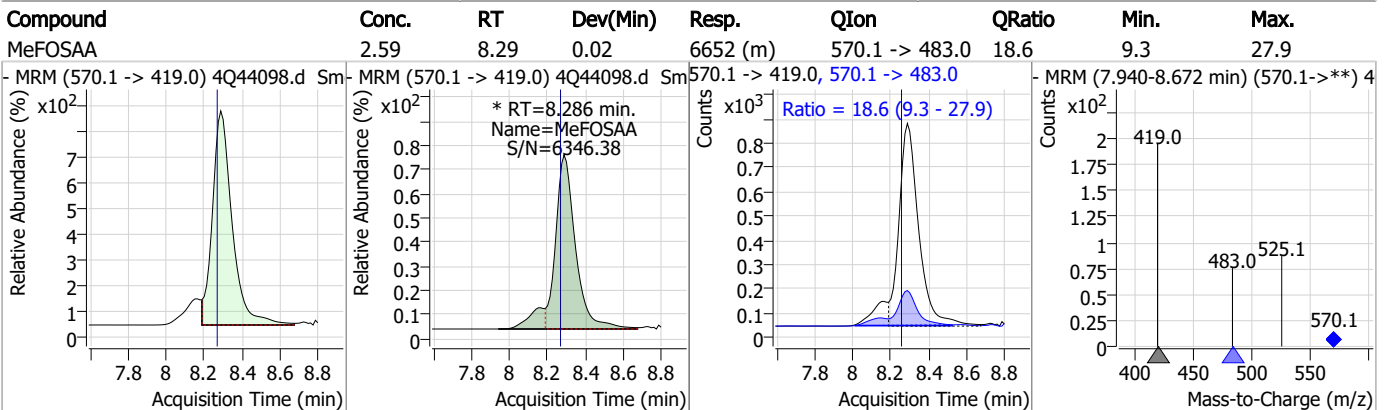 Compound Conc. RT Dev(Min) Resp. QIon QRatio Min. Max.
MeFOSAA 2.59 8.29 0.02 6652 (m) 570.1 -> 483.0 18.6 9.3 27.9
- MRM (570.1 -> 419.0) 4Q44098.d Sm
x10²
Relative Abundance (%)
7
6
5
4
3
2
1
0
7.8 8 8.2 8.4 8.6 8.8
Acquisition Time (min)
- MRM (570.1 -> 419.0) 4Q44098.d Sm
x10²
* RT=8.286 min.
Name=MeFOSAA
S/N=6346.38
Relative Abundance (%)
0.8
0.7
0.6
0.5
0.4
0.3
0.2
0.1
0
7.8 8 8.2 8.4 8.6 8.8
Acquisition Time (min)
570.1 -> 419.0, 570.1 -> 483.0
x10³
Ratio = 18.6 (9.3 - 27.9)
Counts
0.8
0.7
0.6
0.5
0.4
0.3
0.2
0.1
0
7.8 8 8.2 8.4 8.6 8.8
Acquisition Time (min)
- MRM (7.940-8.672 min) (570.1->**) 4
x10²
Counts
2
1.75
1.5
1.25
1
0.75
0.5
0.25
0
419.0
483.0
525.1
570.1
400 450 500 550
Mass-to-Charge (m/z)